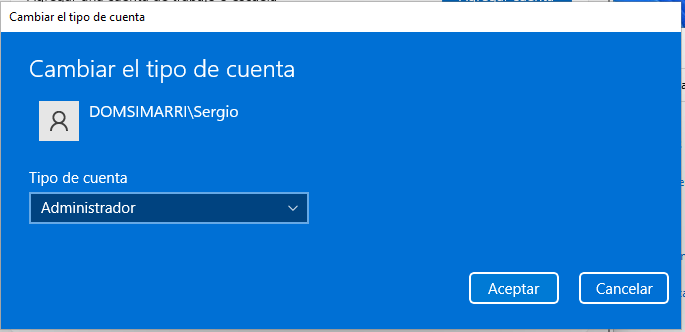 Cambiar el tipo de cuenta
Cambiar el tipo de cuenta
DOMSIMARRI\Sergio
Tipo de cuenta
Administrador
Aceptar
Cancelar